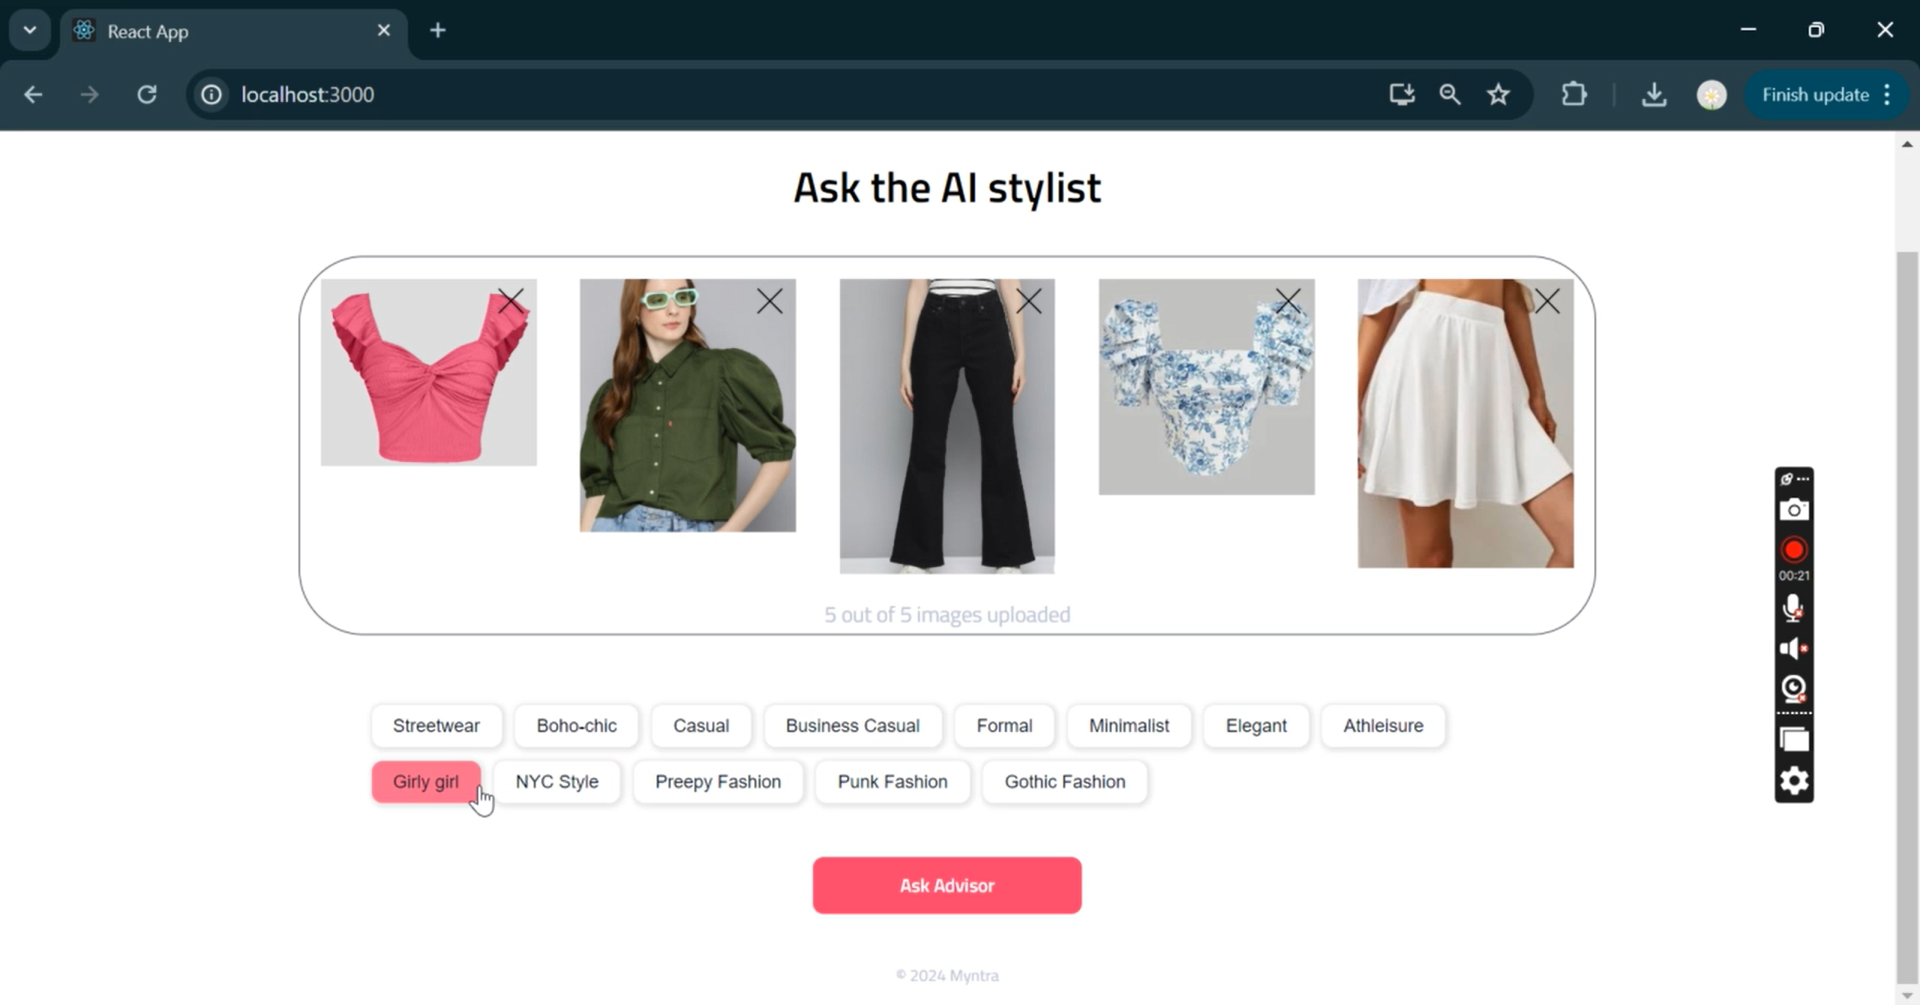 React App
localhost:3000
Finish update
Ask the AI stylist
5 out of 5 images uploaded
00:21
Streetwear Boho-chic Casual Business Casual Formal Minimalist Elegant Athleisure
Girly girl NYC Style Preepy Fashion Punk Fashion Gothic Fashion
Ask Advisor
© 2024 Myntra